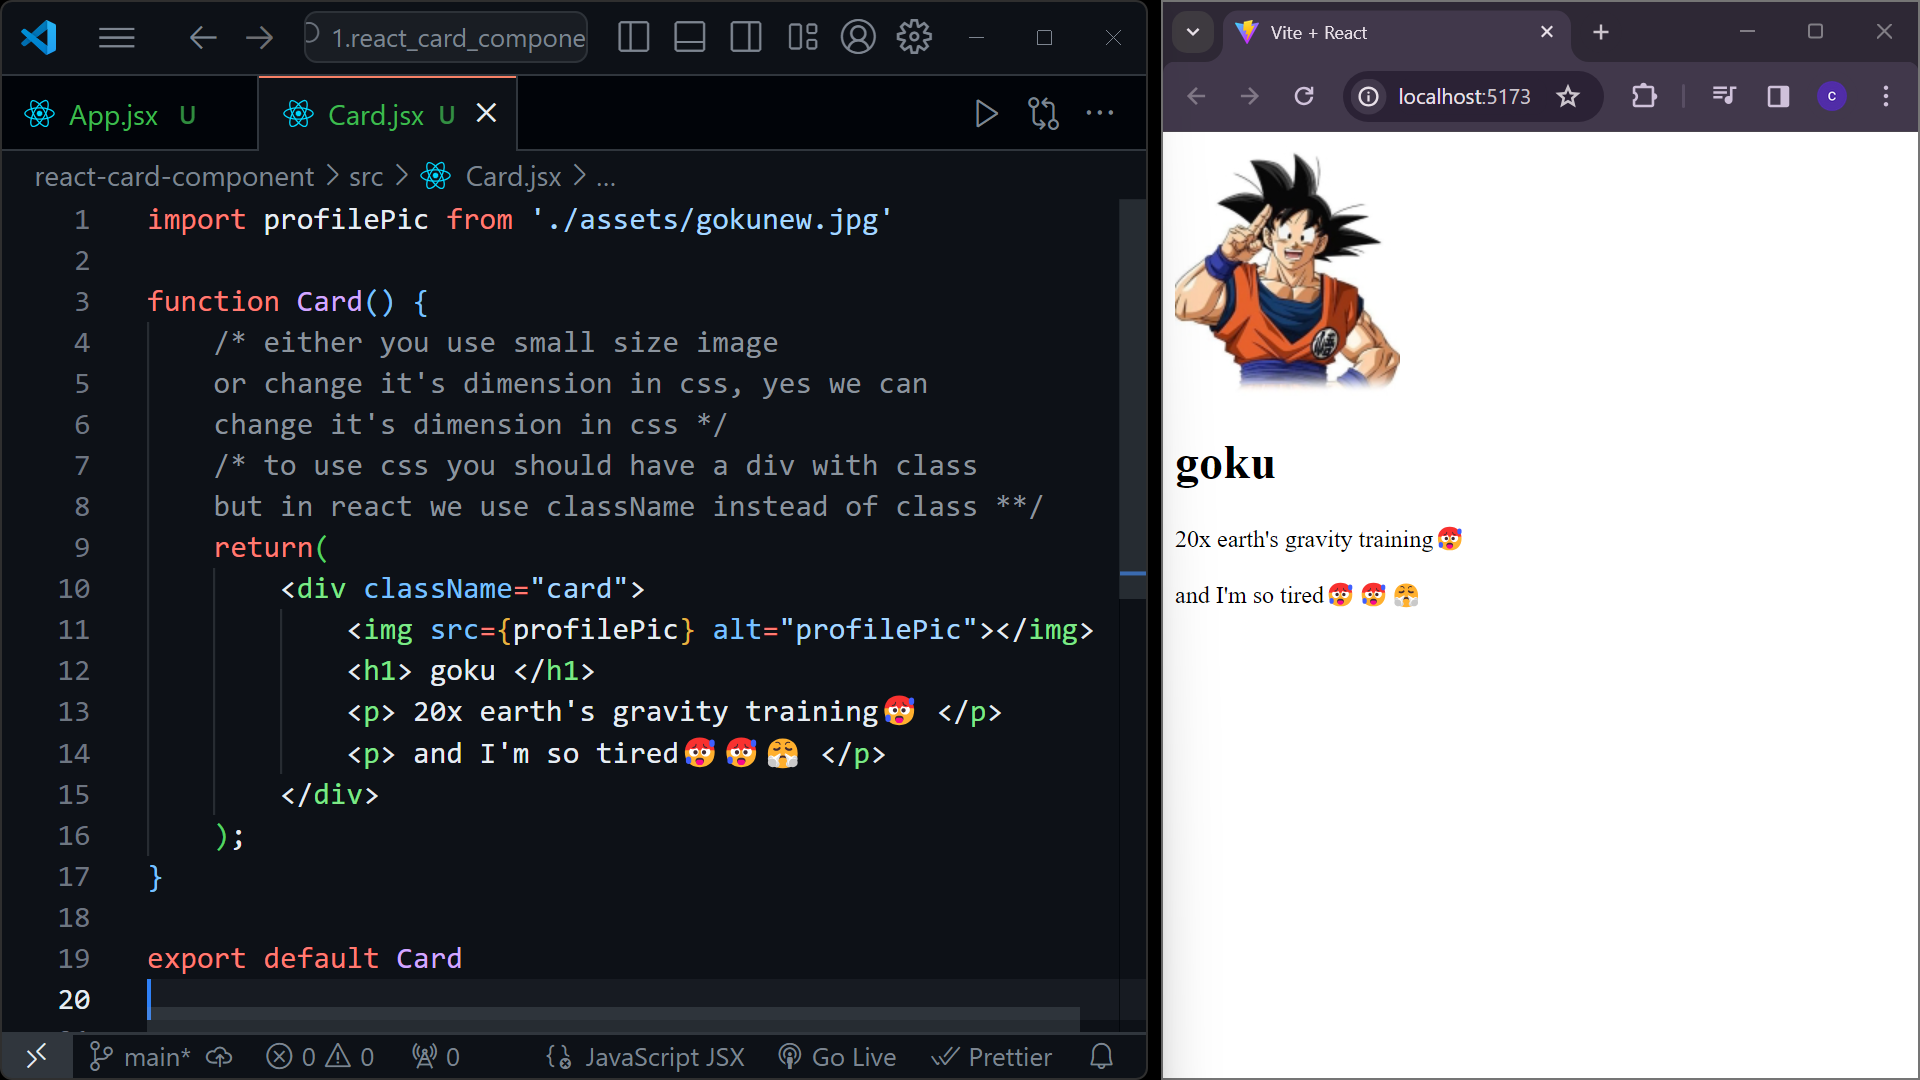 1.react_card_compone
App.jsx U
Card.jsx U
react-card-component > src > Card.jsx > ...
1 import profilePic from './assets/gokunew.jpg'
2
3 function Card() {
4 /* either you use small size image
5 or change it's dimension in css, yes we can
6 change it's dimension in css */
7 /* to use css you should have a div with class
8 but in react we use className instead of class **/
9 return(
10 <div className="card">
11 <img src={profilePic} alt="profilePic"></img>
12 <h1> goku </h1>
13 <p> 20x earth's gravity training🥵 </p>
14 <p> and I'm so tired🥵🥵😤 </p>
15 </div>
16 );
17 }
18
19 export default Card
20
main* 0 0 0 JavaScript JSX Go Live Prettier
Vite + React
localhost:5173
c
悟
goku
20x earth's gravity training🥵
and I'm so tired🥵🥵😤